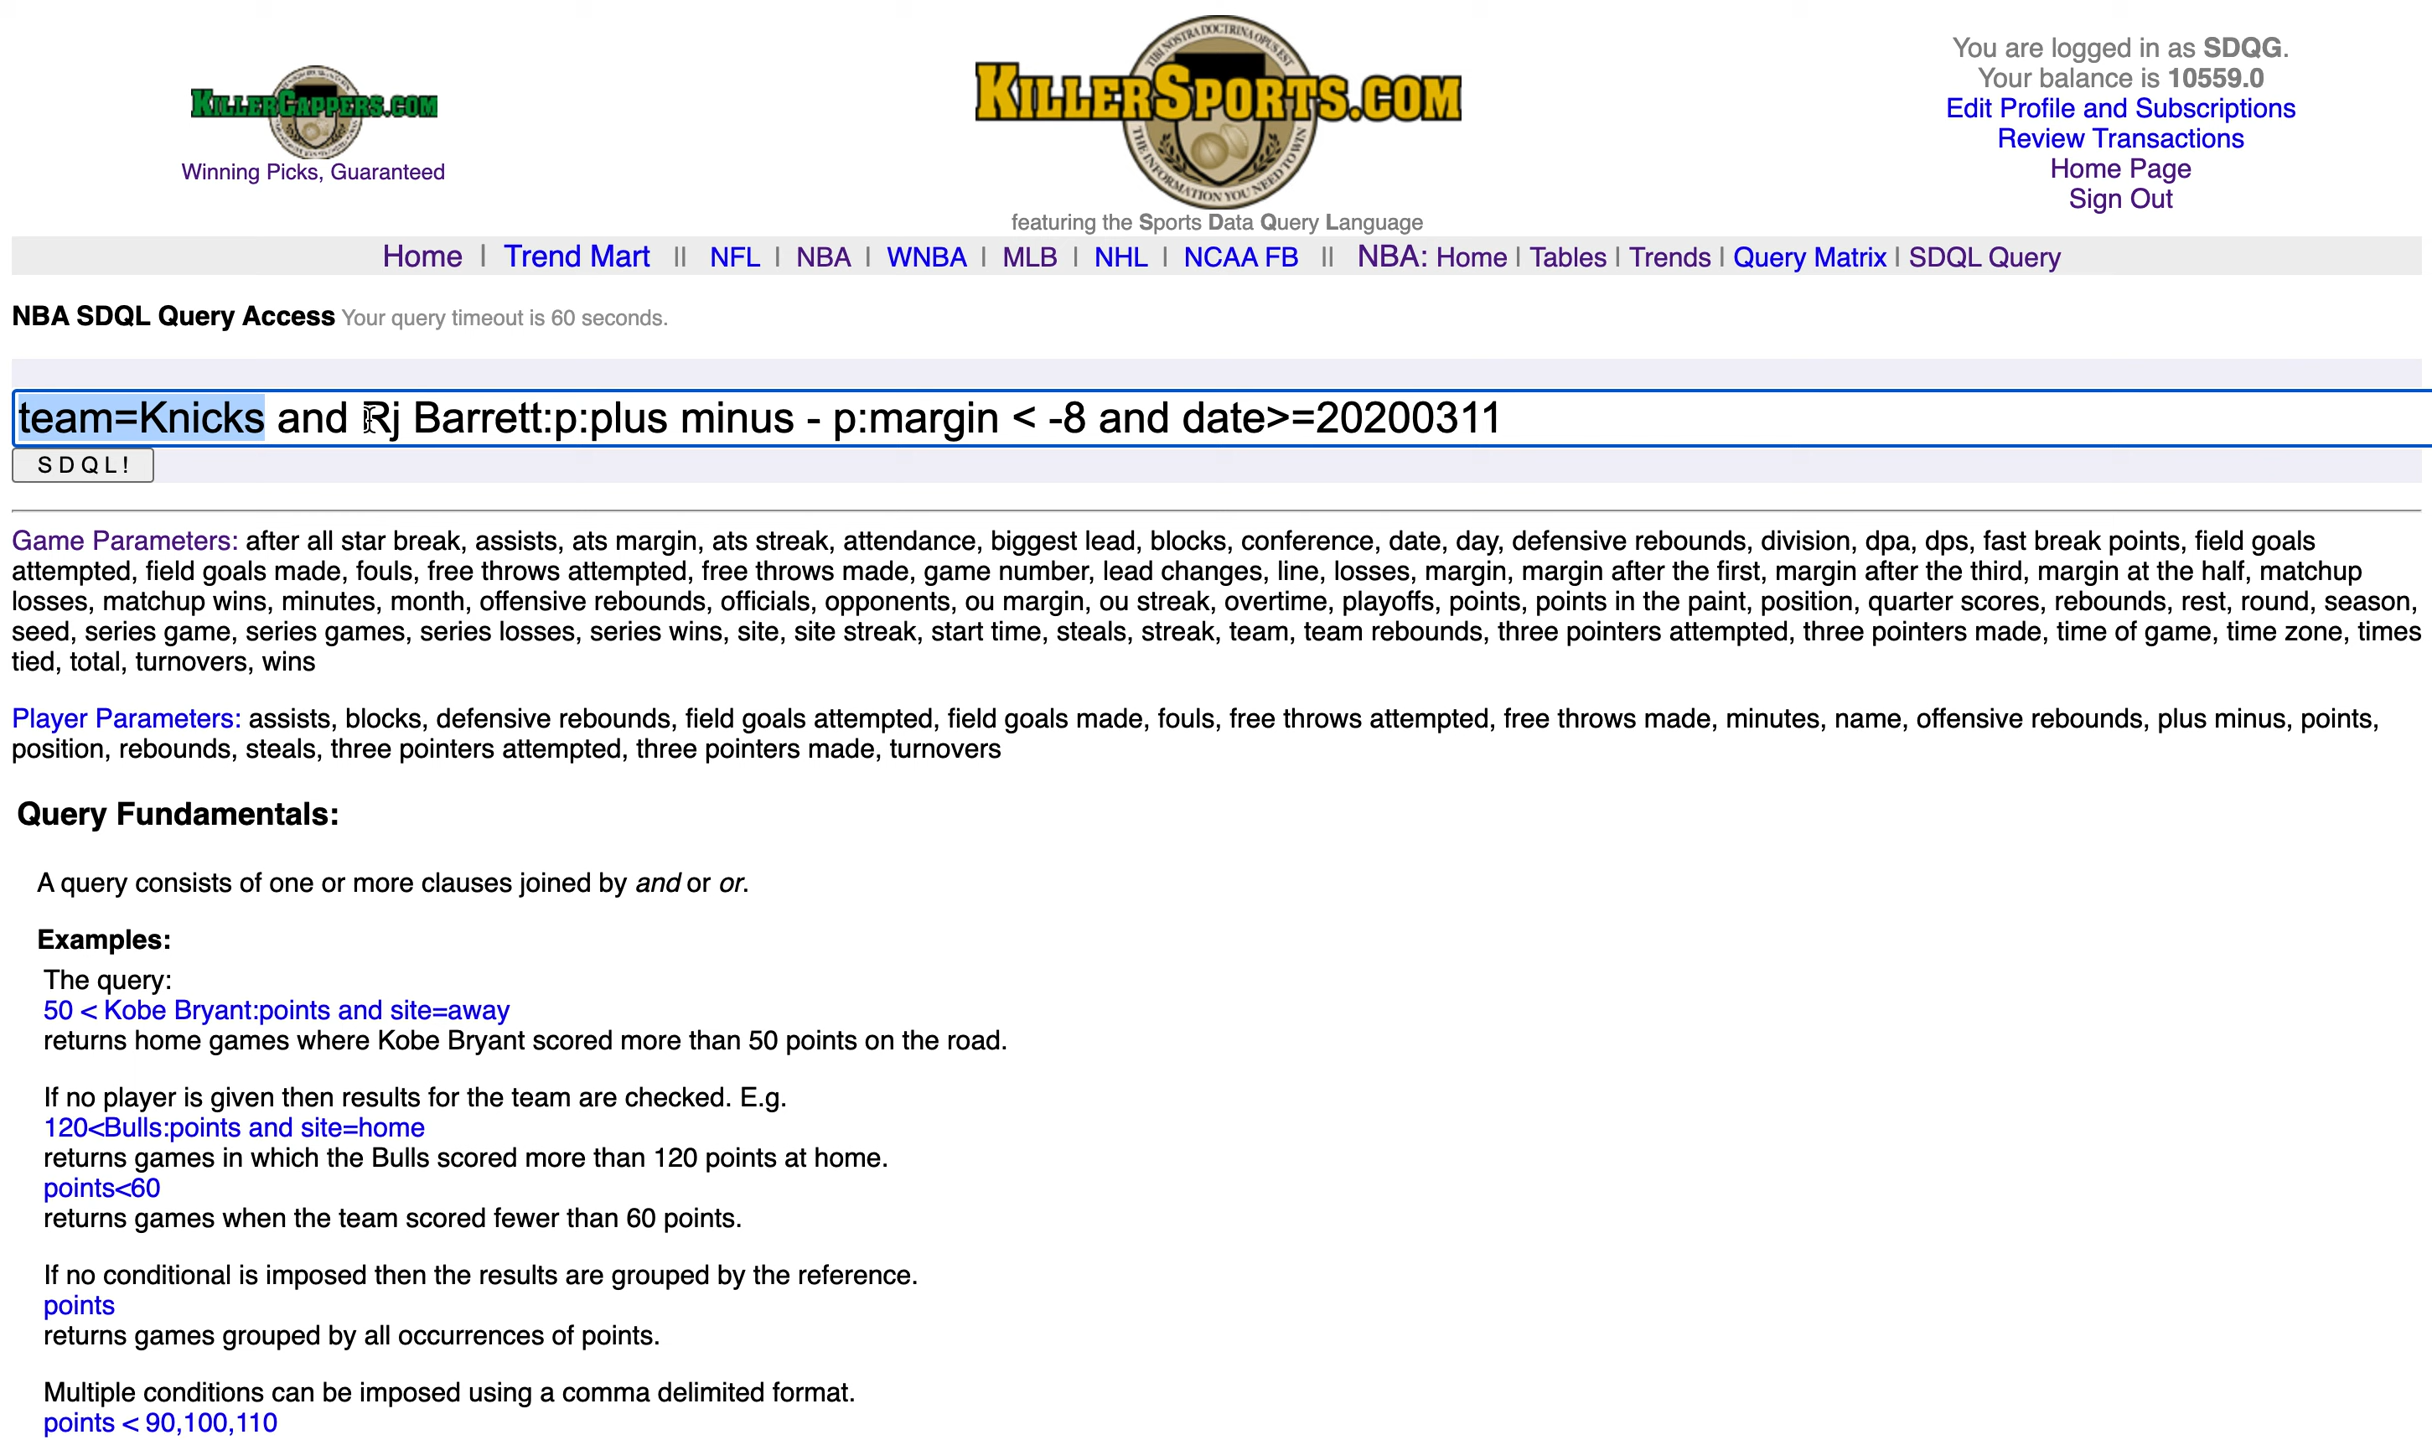 KILLERCAPPERS.COM
Winning Picks, Guaranteed
TIBI NOSTRA DOCTRINA OPUS EST
KILLERSPORTS.COM
THE INFORMATION YOU NEED TO WIN
featuring the Sports Data Query Language
You are logged in as SDQG.
Your balance is 10559.0
Edit Profile and Subscriptions
Review Transactions
Home Page
Sign Out
Home | Trend Mart || NFL | NBA | WNBA | MLB | NHL | NCAA FB || NBA: Home | Tables | Trends | Query Matrix | SDQL Query
NBA SDQL Query Access Your query timeout is 60 seconds.
team=Knicks and Rj Barrett:p:plus minus - p:margin < -8 and date>=20200311
S D Q L !
Game Parameters: after all star break, assists, ats margin, ats streak, attendance, biggest lead, blocks, conference, date, day, defensive rebounds, division, dpa, dps, fast break points, field goals
attempted, field goals made, fouls, free throws attempted, free throws made, game number, lead changes, line, losses, margin, margin after the first, margin after the third, margin at the half, matchup
losses, matchup wins, minutes, month, offensive rebounds, officials, opponents, ou margin, ou streak, overtime, playoffs, points, points in the paint, position, quarter scores, rebounds, rest, round, season,
seed, series game, series games, series losses, series wins, site, site streak, start time, steals, streak, team, team rebounds, three pointers attempted, three pointers made, time of game, time zone, times
tied, total, turnovers, wins
Player Parameters: assists, blocks, defensive rebounds, field goals attempted, field goals made, fouls, free throws attempted, free throws made, minutes, name, offensive rebounds, plus minus, points,
position, rebounds, steals, three pointers attempted, three pointers made, turnovers
Query Fundamentals:
A query consists of one or more clauses joined by and or or.
Examples:
The query:
50 < Kobe Bryant:points and site=away
returns home games where Kobe Bryant scored more than 50 points on the road.
If no player is given then results for the team are checked. E.g.
120<Bulls:points and site=home
returns games in which the Bulls scored more than 120 points at home.
points<60
returns games when the team scored fewer than 60 points.
If no conditional is imposed then the results are grouped by the reference.
points
returns games grouped by all occurrences of points.
Multiple conditions can be imposed using a comma delimited format.
points < 90,100,110